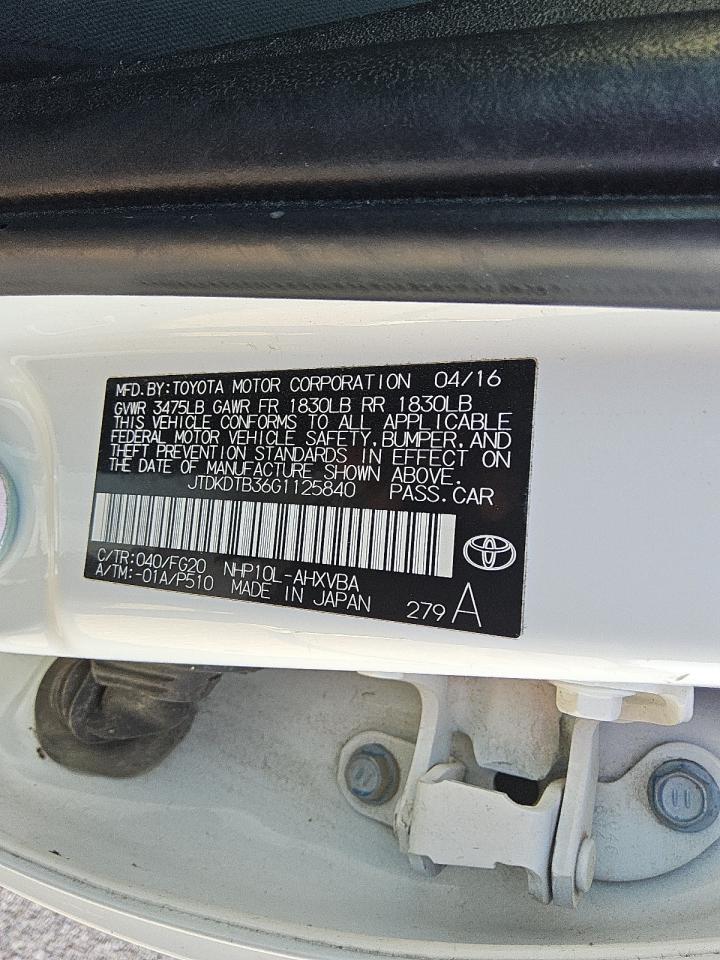 MFD. BY: TOYOTA MOTOR CORPORATION 04/16
GVWR 3475LB GAWR FR 1830LB RR 1830LB
THIS VEHICLE CONFORMS TO ALL APPLICABLE
FEDERAL MOTOR VEHICLE SAFETY, BUMPER, AND
THEFT PREVENTION STANDARDS IN EFFECT ON
THE DATE OF MANUFACTURE SHOWN ABOVE.
JTDKDTB36G1125840 PASS. CAR
C/TR: 040/FG20 NHP10L-AHXVBA
A/TM: -01A/P510 MADE IN JAPAN 279 A